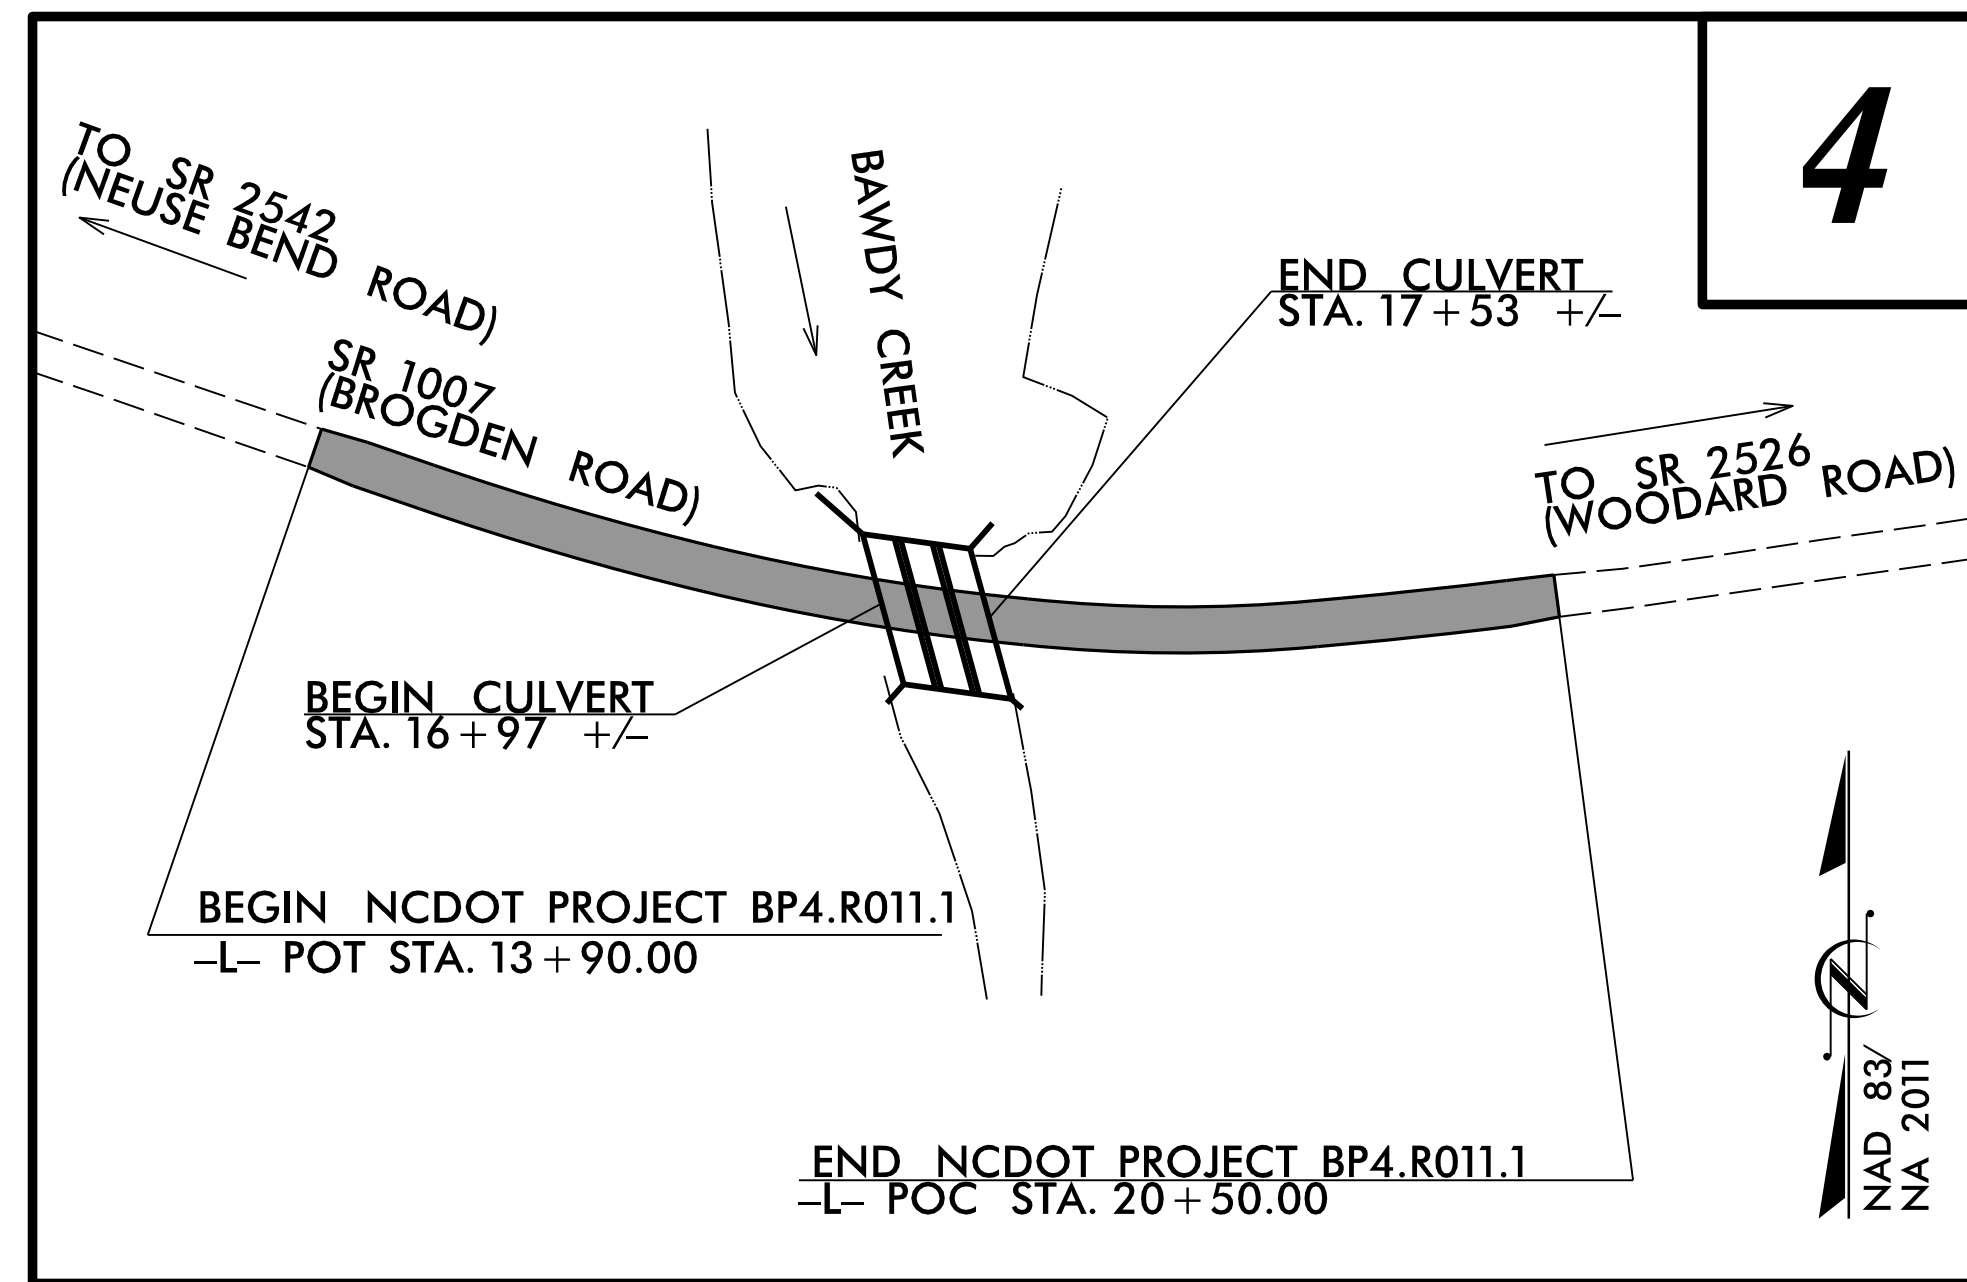 4
TO SR 2542
(NEUSE BEND ROAD)
BAWDY CREEK
END CULVERT
STA. 17+53 +/-
SR 1007
(BROGDEN ROAD)
TO SR 2526
(WOODARD ROAD)
BEGIN CULVERT
STA. 16+97 +/-
BEGIN NCDOT PROJECT BP4.R011.1
-L- POT STA. 13+90.00
END NCDOT PROJECT BP4.R011.1
-L- POC STA. 20+50.00
NAD 83/
NA 2011